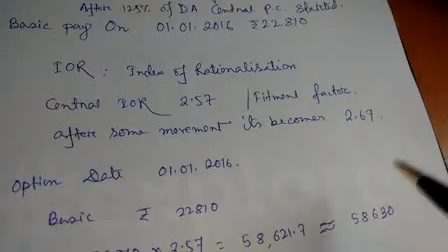 After 125% of DA Central P.C. Started
Basic pay On 01.01.2016 ₹22810
IOR : Index of Rationalisation
Central IOR 2.57 / Fitment factor
after some movement its becomes 2.67.
Option Date 01.01.2016.
Basic ₹ 22810
x 2.57 = 58,621.7 ≈ 58630